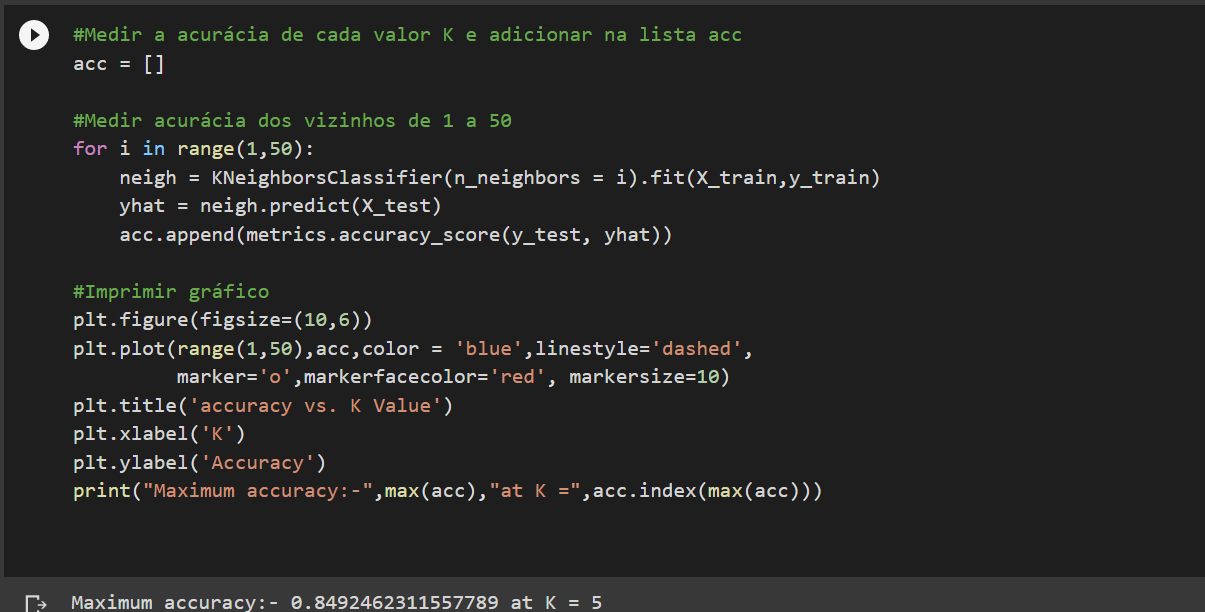 #Medir a acurácia de cada valor K e adicionar na lista acc
acc = []
#Medir acurácia dos vizinhos de 1 a 50
for i in range(1,50):
    neigh = KNeighborsClassifier(n_neighbors = i).fit(X_train,y_train)
    yhat = neigh.predict(X_test)
    acc.append(metrics.accuracy_score(y_test, yhat))
#Imprimir gráfico
plt.figure(figsize=(10,6))
plt.plot(range(1,50),acc,color = 'blue',linestyle='dashed',
         marker='o',markerfacecolor='red', markersize=10)
plt.title('accuracy vs. K Value')
plt.xlabel('K')
plt.ylabel('Accuracy')
print("Maximum accuracy:-",max(acc),"at K =",acc.index(max(acc)))
Maximum accuracy:- 0.8492462311557789 at K = 5